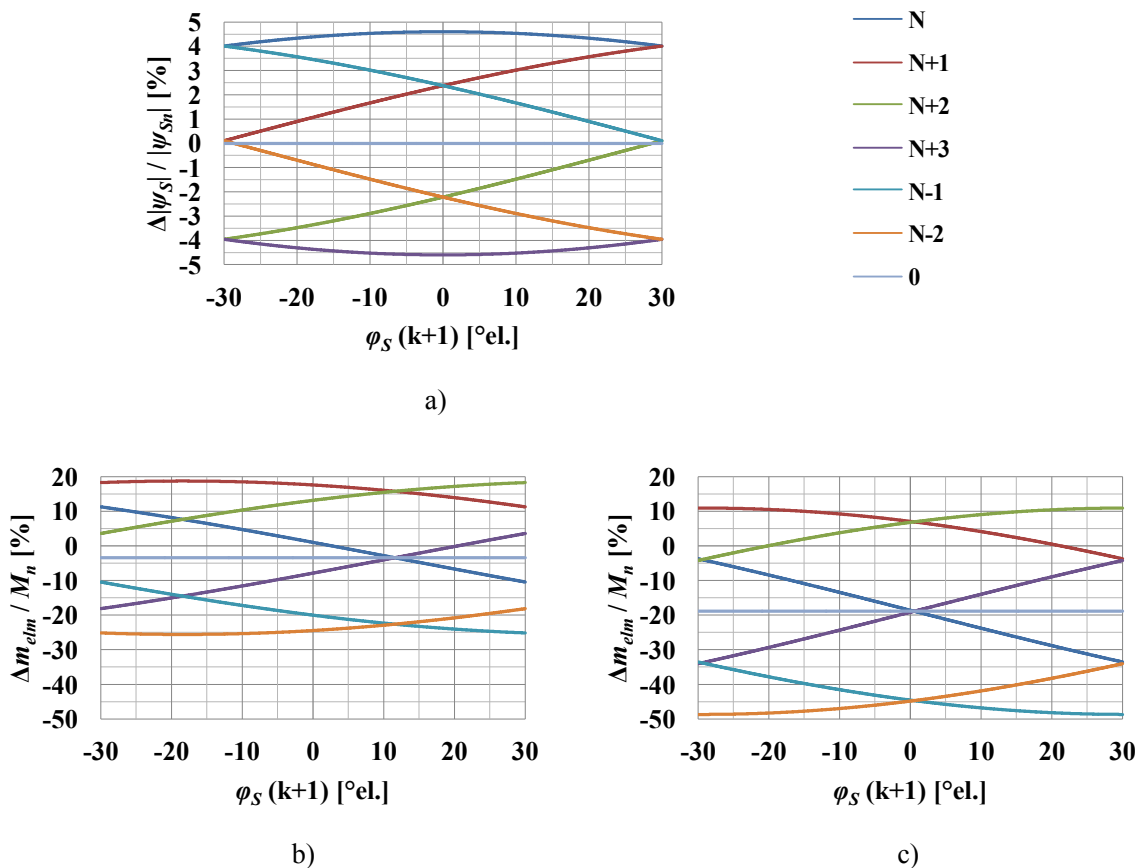 5
4
3
2
1
0
-1
-2
-3
-4
-5
Δ|ψS| / |ψSn| [%]
-30 -20 -10 0 10 20 30
φS (k+1) [°el.]
a)
N
N+1
N+2
N+3
N-1
N-2
0
20
10
0
-10
-20
-30
-40
-50
Δmelm / Mn [%]
-30 -20 -10 0 10 20 30
φS (k+1) [°el.]
b)
20
10
0
-10
-20
-30
-40
-50
Δmelm / Mn [%]
-30 -20 -10 0 10 20 30
φS (k+1) [°el.]
c)